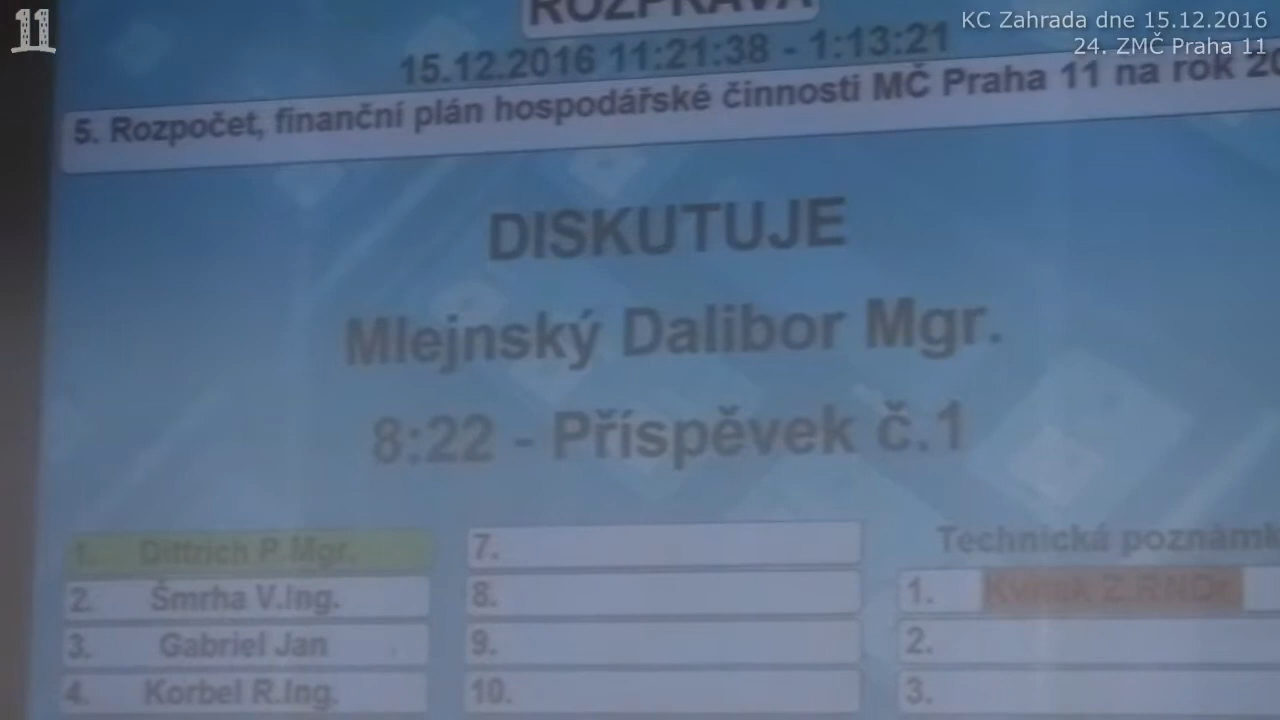 11
KC Zahrada dne 15.12.2016
24. ZMČ Praha 11
ROZPRAVA
15.12.2016 11:21:38 - 1:13:21
5. Rozpočet, finanční plán hospodářské činnosti MČ Praha 11 na rok
DISKUTUJE
Mlejnský Dalibor Mgr.
8:22 - Příspěvek č.1
1. Dittrich P.Mgr.
2. Šmrha V.Ing.
3. Gabriel Jan
4. Korbel R.Ing.
7.
8.
9.
10.
Technická
1. Z.RNDr.
2.
3.